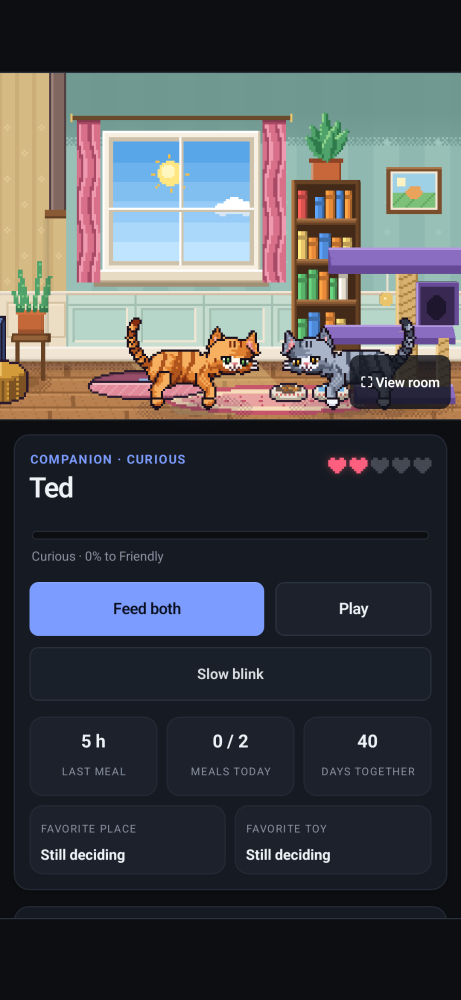 View room
COMPANION · CURIOUS
Ted
Curious · 0% to Friendly
Feed both
Play
Slow blink
5 h
LAST MEAL
0 / 2
MEALS TODAY
40
DAYS TOGETHER
FAVORITE PLACE
Still deciding
FAVORITE TOY
Still deciding